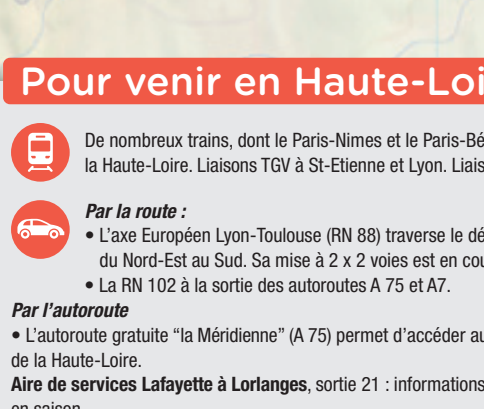 Pour venir en Haute-Loi
De nombreux trains, dont le Paris-Nimes et le Paris-Bé
la Haute-Loire. Liaisons TGV à St-Etienne et Lyon. Liais
Par la route :
• L’axe Européen Lyon-Toulouse (RN 88) traverse le dé
du Nord-Est au Sud. Sa mise à 2 x 2 voies est en cou
• La RN 102 à la sortie des autoroutes A 75 et A7.
Par l’autoroute
• L’autoroute gratuite “la Méridienne” (A 75) permet d’accéder au
de la Haute-Loire.
Aire de services Lafayette à Lorlanges, sortie 21 : informations
en saison